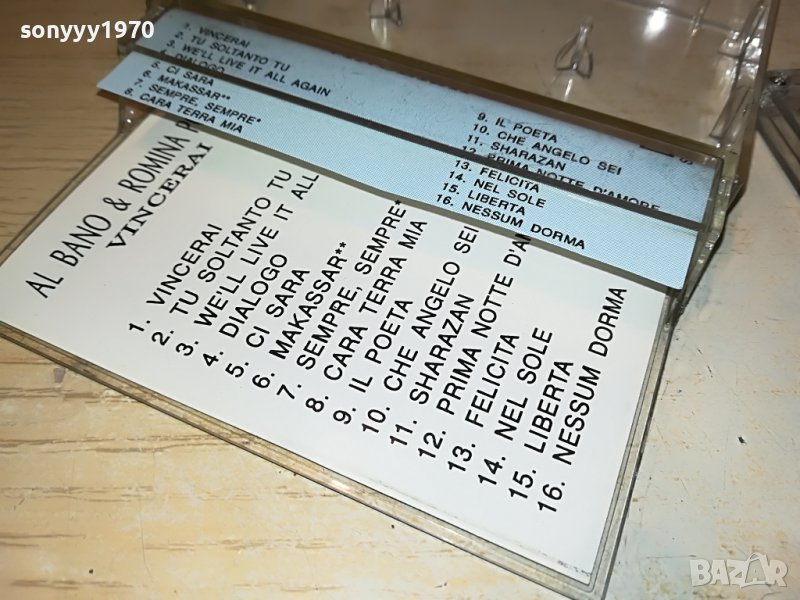 sonyyy1970
1. VINCERAI
2. TU SOLTANTO TU
3. WE'LL LIVE IT ALL AGAIN
4. DIALOGO
5. CI SARA
6. MAKASSAR**
7. SEMPRE, SEMPRE*
8. CARA TERRA MIA
9. IL POETA
10. CHE ANGELO SEI
11. SHARAZAN
12. PRIMA NOTTE D'AMORE
13. FELICITA
14. NEL SOLE
15. LIBERTA
16. NESSUM DORMA
AL BANO & ROMINA P
VINCERAI
1. VINCERAI
2. TU SOLTANTO TU
3. WE'LL LIVE IT ALL
4. DIALOGO
5. CI SARA
6. MAKASSAR**
7. SEMPRE, SEMPRE*
8. CARA TERRA MIA
9. IL POETA
10. CHE ANGELO SEI
11. SHARAZAN
12. PRIMA NOTTE D'A
13. FELICITA
14. NEL SOLE
15. LIBERTA
16. NESSUM DORMA
BAZAR